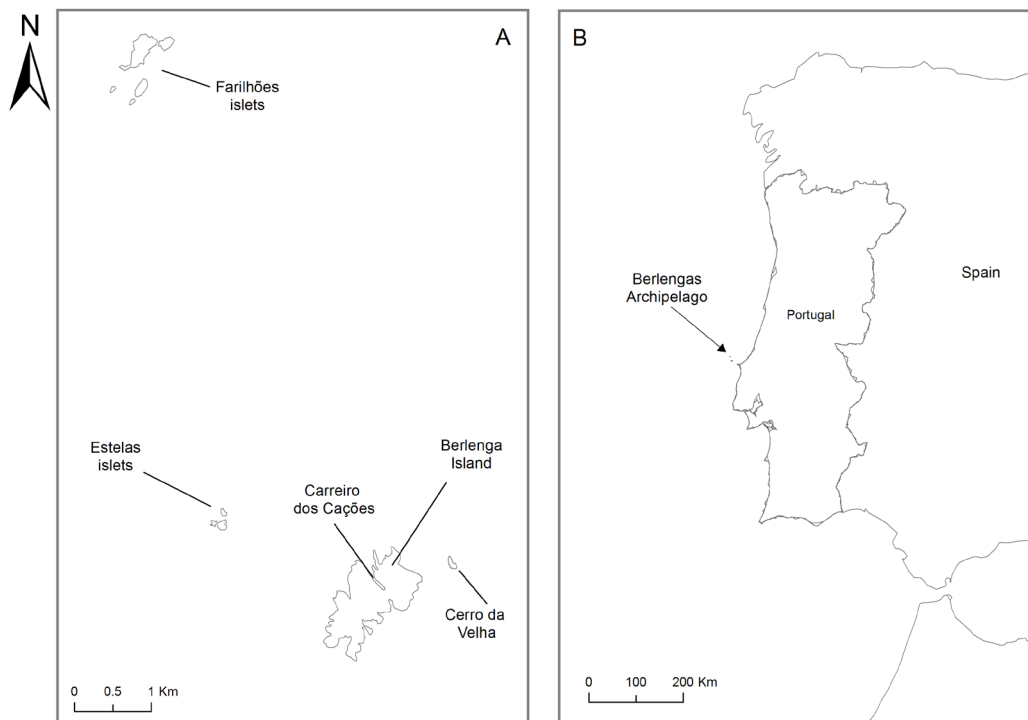 N
A
Farilhões
islets
Estelas
islets
Carreiro
dos Cações
Berlenga
Island
Cerro da
Velha
0 0.5 1 Km
B
Berlengas
Archipelago
Portugal
Spain
0 100 200 Km